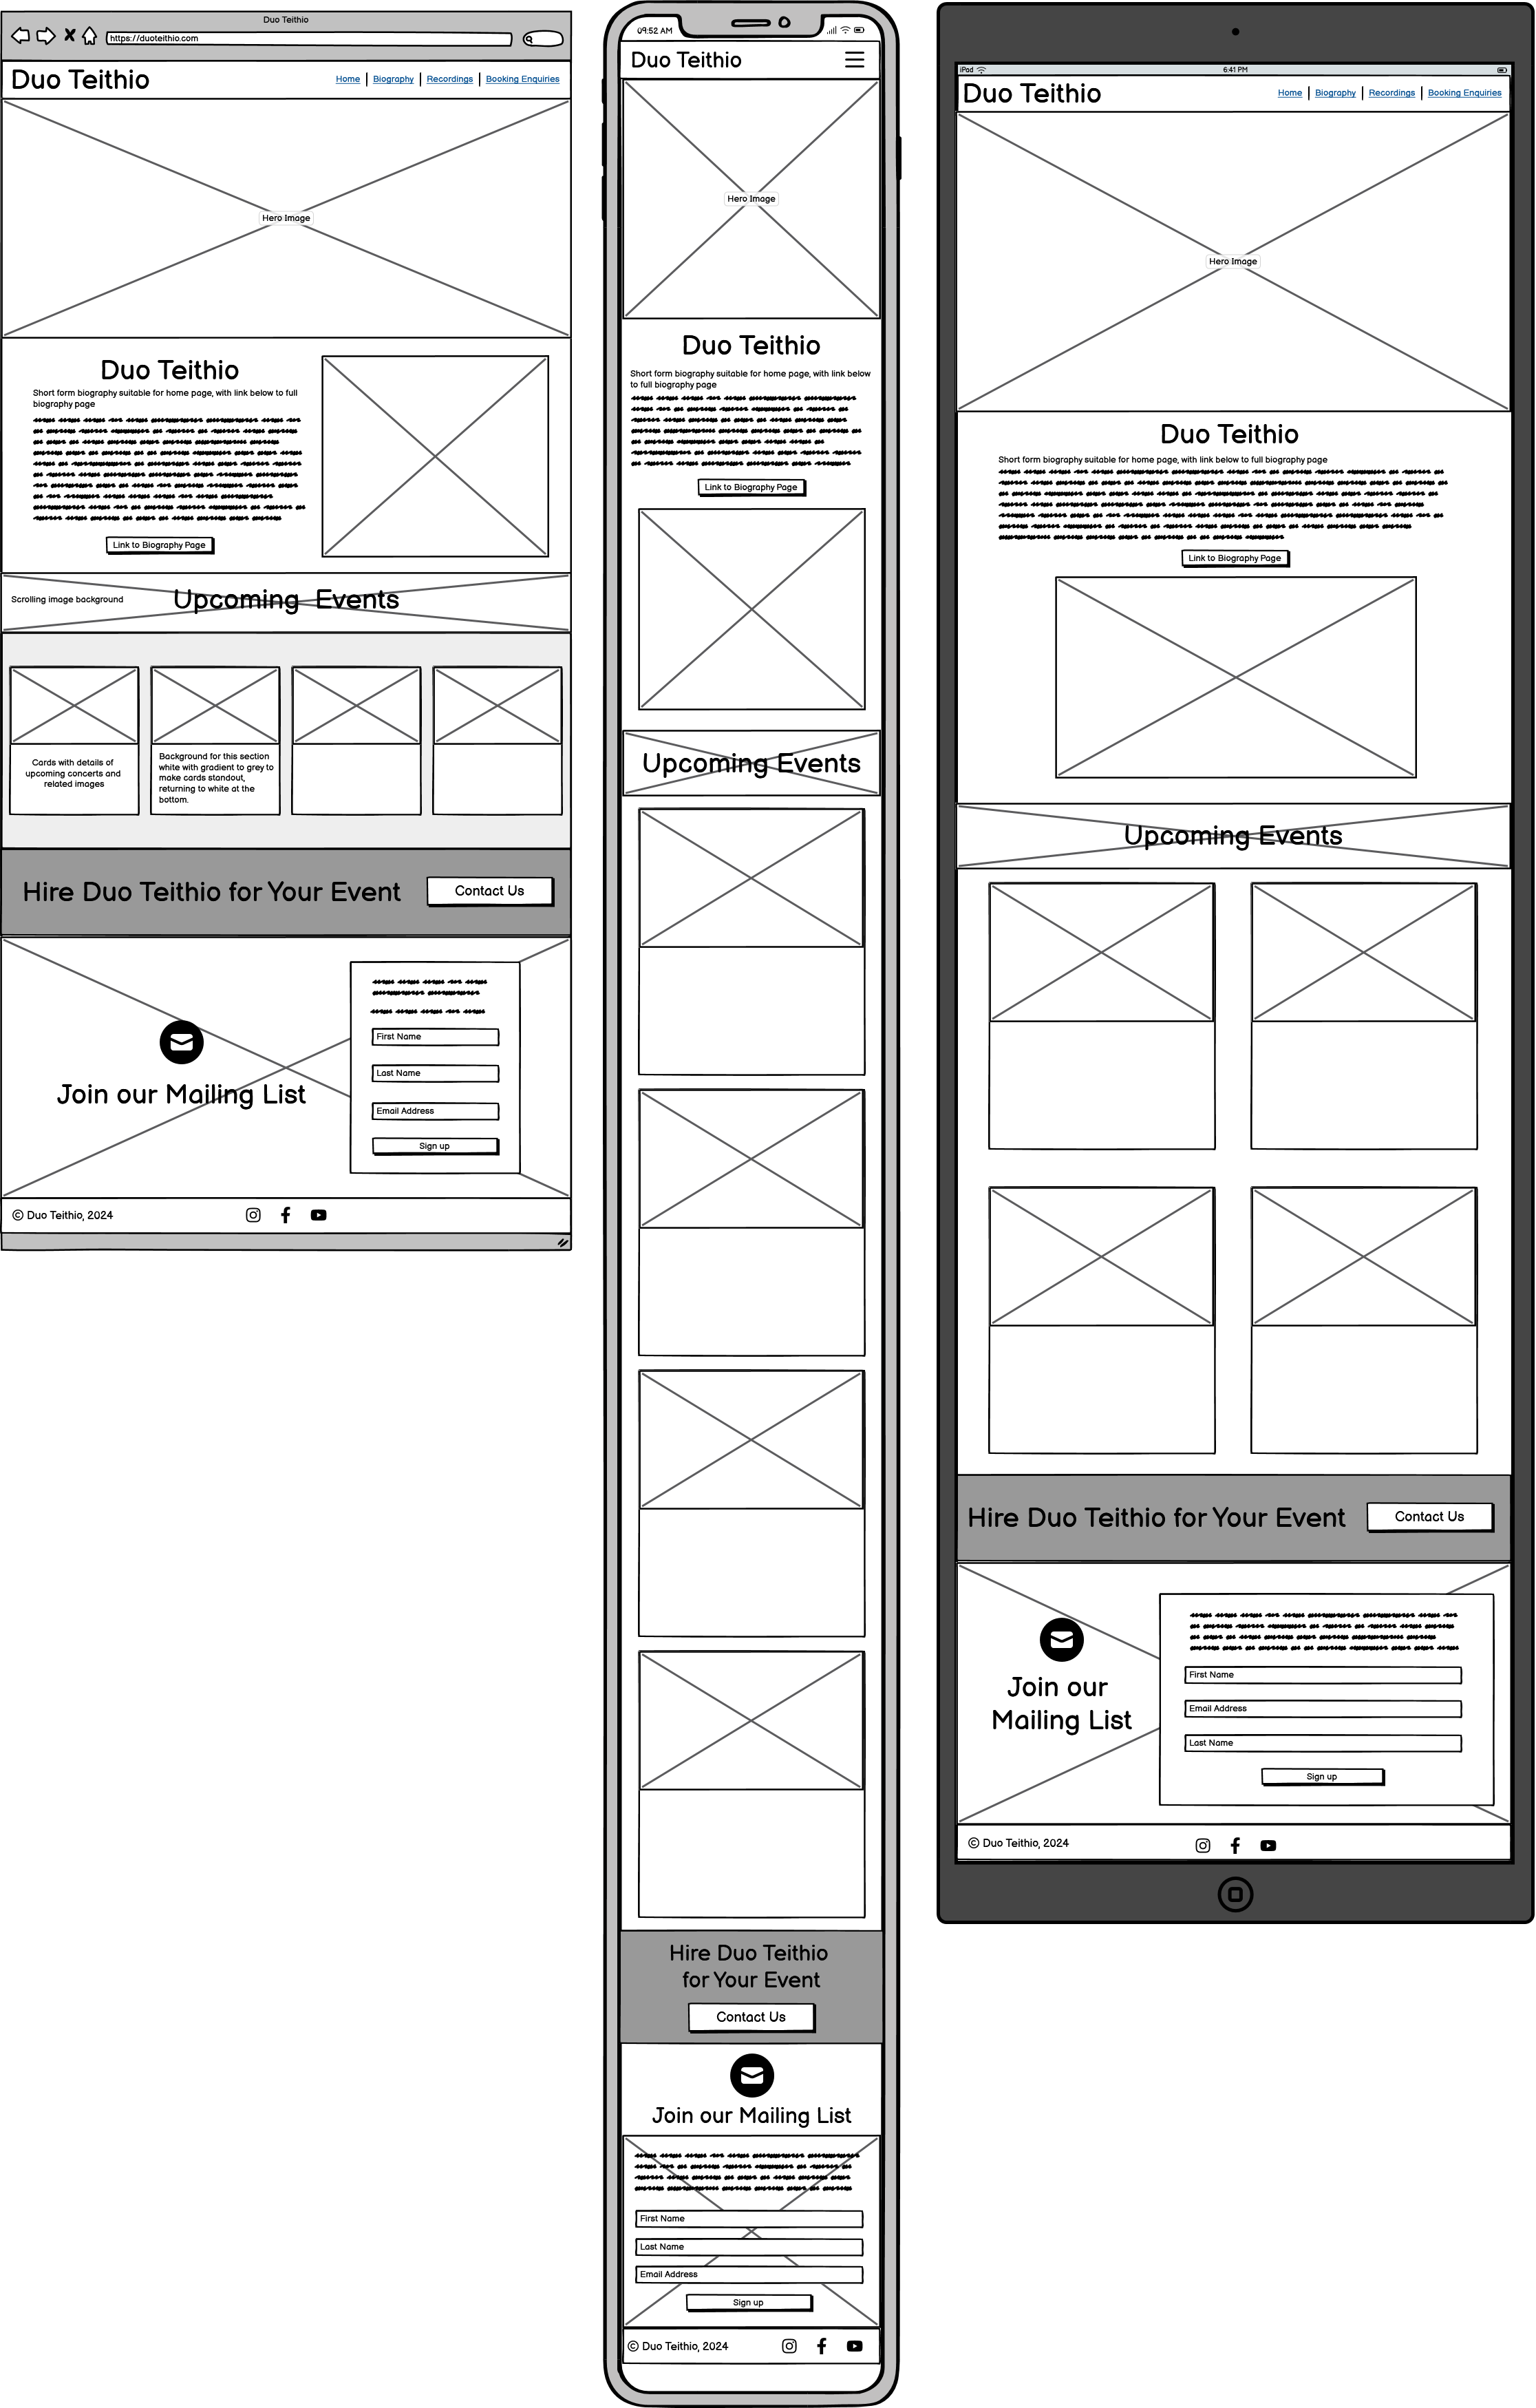 Duo Teithio
https://duoteithio.com
Duo Teithio
Home | Biography | Recordings | Booking Enquiries
Hero Image
Duo Teithio
Short form biography suitable for home page, with link below to full
biography page
Link to Biography Page
Scrolling image background
Upcoming Events
Cards with details of
upcoming concerts and
related images
Background for this section
white with gradient to grey to
make cards standout,
returning to white at the
bottom.
Hire Duo Teithio for Your Event
Contact Us
Join our Mailing List
First Name
Last Name
Email Address
Sign up
© Duo Teithio, 2024
09:52 AM
Duo Teithio
Hero Image
Duo Teithio
Short form biography suitable for home page, with link below
to full biography page
Link to Biography Page
Upcoming Events
Hire Duo Teithio
for Your Event
Contact Us
Join our Mailing List
First Name
Last Name
Email Address
Sign up
© Duo Teithio, 2024
iPad
6:41 PM
Duo Teithio
Home | Biography | Recordings | Booking Enquiries
Hero Image
Duo Teithio
Short form biography suitable for home page, with link below to full biography page
Link to Biography Page
Upcoming Events
Hire Duo Teithio for Your Event
Contact Us
Join our
Mailing List
First Name
Email Address
Last Name
Sign up
© Duo Teithio, 2024